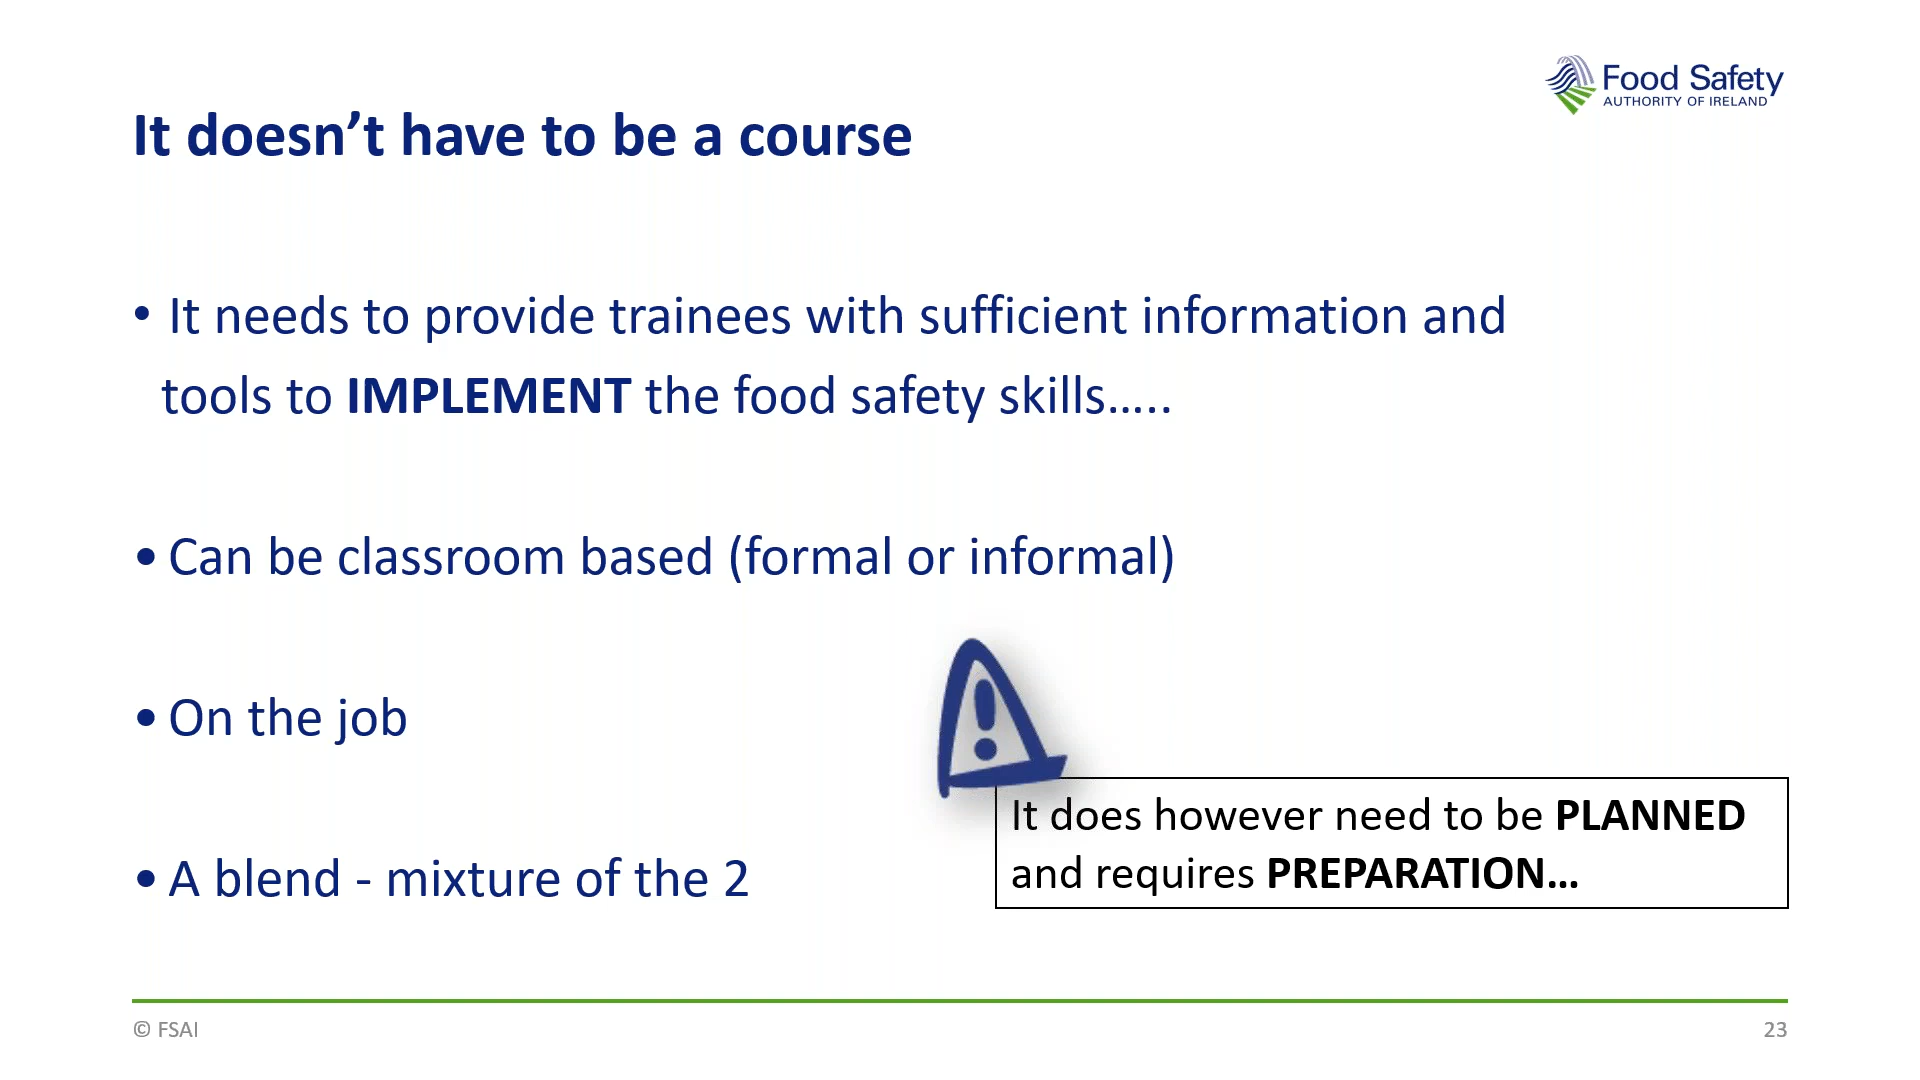 Food Safety
AUTHORITY OF IRELAND
It doesn’t have to be a course
• It needs to provide trainees with sufficient information and
tools to IMPLEMENT the food safety skills…..
• Can be classroom based (formal or informal)
• On the job
• A blend - mixture of the 2
It does however need to be PLANNED
and requires PREPARATION…
© FSAI
23